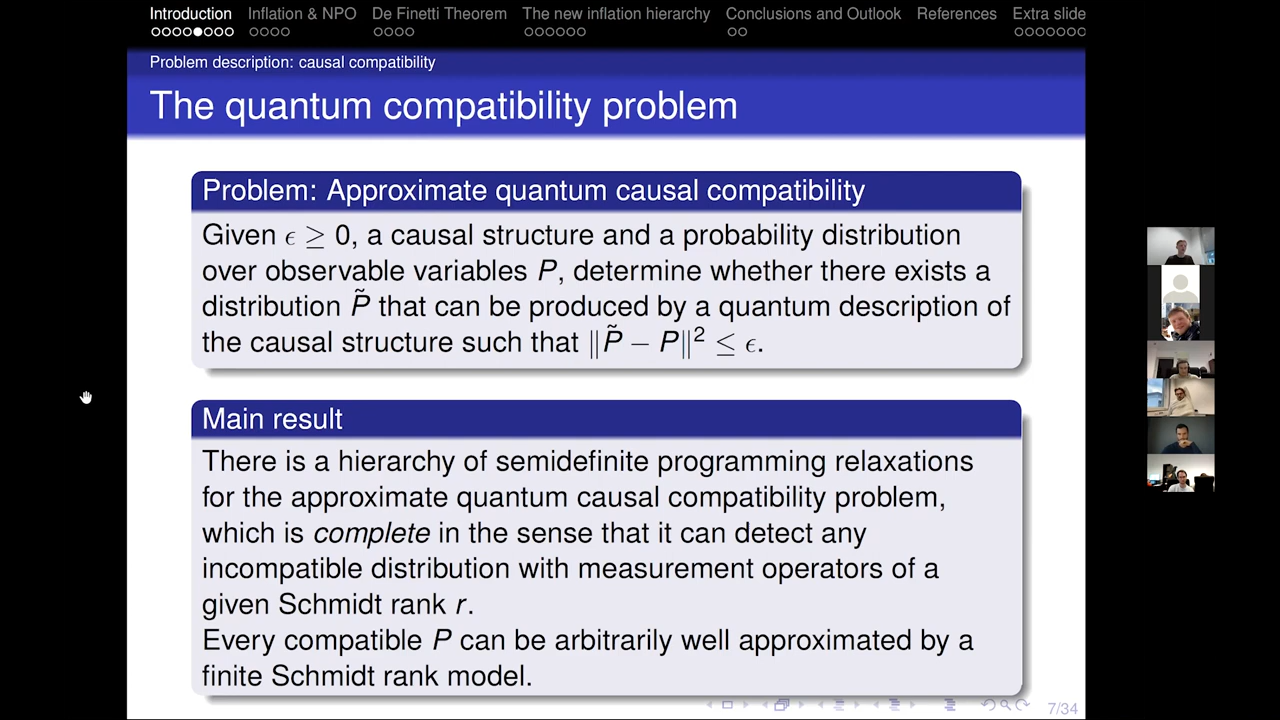 Introduction Inflation & NPO De Finetti Theorem The new inflation hierarchy Conclusions and Outlook References Extra slide
Problem description: causal compatibility
The quantum compatibility problem
Problem: Approximate quantum causal compatibility
Given ϵ ≥ 0, a causal structure and a probability distribution
over observable variables P, determine whether there exists a
distribution P̃ that can be produced by a quantum description of
the causal structure such that ‖P̃ − P‖² ≤ ϵ.
Main result
There is a hierarchy of semidefinite programming relaxations
for the approximate quantum causal compatibility problem,
which is complete in the sense that it can detect any
incompatible distribution with measurement operators of a
given Schmidt rank r.
Every compatible P can be arbitrarily well approximated by a
finite Schmidt rank model.
7/34